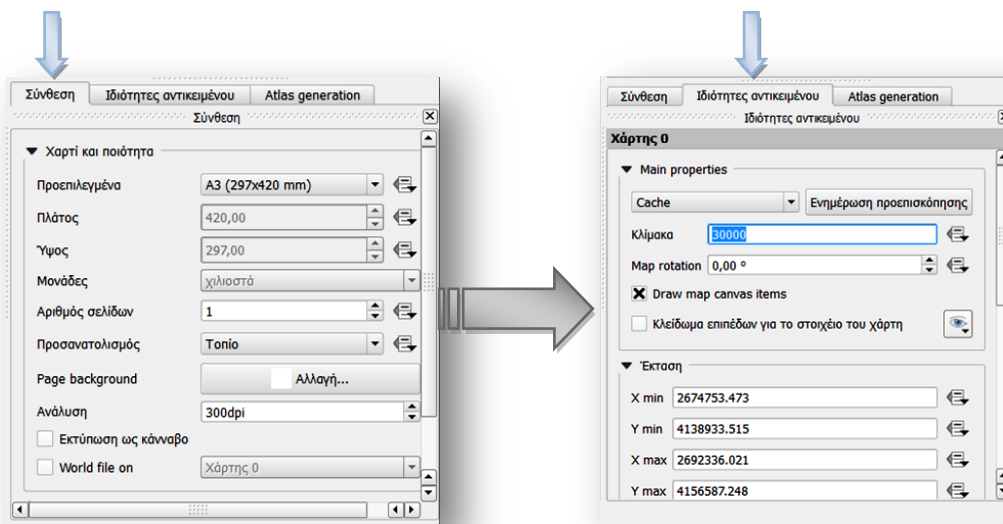 Σύνθεση Ιδιότητες αντικειμένου Atlas generation
Σύνθεση
Χαρτί και ποιότητα
Προεπιλεγμένα A3 (297x420 mm)
Πλάτος 420,00
Ύψος 297,00
Μονάδες χιλιοστά
Αριθμός σελίδων 1
Προσανατολισμός Τοπίο
Page background Αλλαγή...
Ανάλυση 300dpi
Εκτύπωση ως κάνναβο
World file on Χάρτης 0
Σύνθεση Ιδιότητες αντικειμένου Atlas generation
Ιδιότητες αντικειμένου
Χάρτης 0
Main properties
Cache Ενημέρωση προεπισκόπησης
Κλίμακα 30000
Map rotation 0,00 °
Draw map canvas items
Κλείδωμα επιπέδων για το στοιχέιο του χάρτη
Έκταση
X min 2674753.473
Y min 4138933.515
X max 2692336.021
Y max 4156587.248